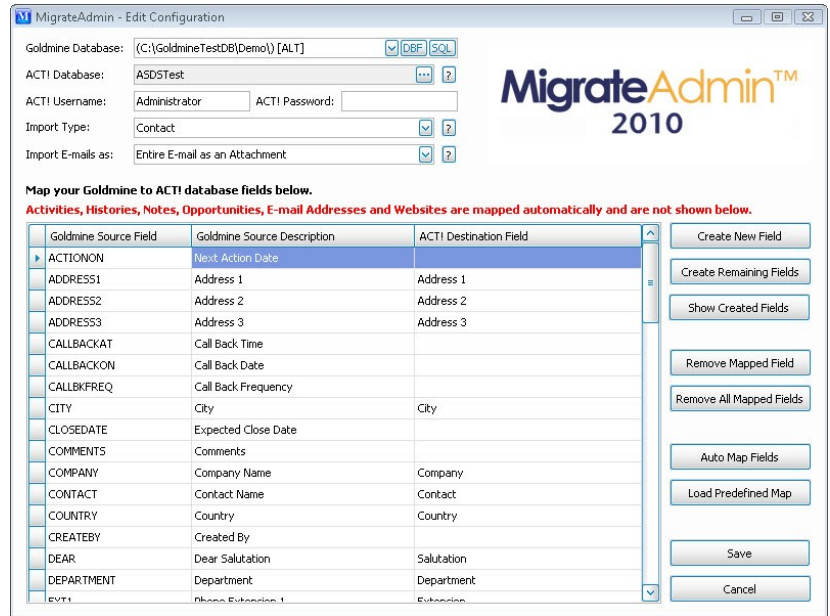 M MigrateAdmin - Edit Configuration
Goldmine Database: (C:\GoldmineTestDB\Demo\) [ALT] DBF SQL
ACT! Database: ASDSTest ... ?
ACT! Username: Administrator ACT! Password:
Import Type: Contact ?
Import E-mails as: Entire E-mail as an Attachment ?
MigrateAdmin™
2010
Map your Goldmine to ACT! database fields below.
Activities, Histories, Notes, Opportunities, E-mail Addresses and Websites are mapped automatically and are not shown below.
Goldmine Source Field Goldmine Source Description ACT! Destination Field
ACTIONON Next Action Date
ADDRESS1 Address 1 Address 1
ADDRESS2 Address 2 Address 2
ADDRESS3 Address 3 Address 3
CALLBACKAT Call Back Time
CALLBACKON Call Back Date
CALLBKFREQ Call Back Frequency
CITY City City
CLOSEDATE Expected Close Date
COMMENTS Comments
COMPANY Company Name Company
CONTACT Contact Name Contact
COUNTRY Country Country
CREATEBY Created By
DEAR Dear Salutation Salutation
DEPARTMENT Department Department
EXT1 Phone Extension 1 Extension
Create New Field
Create Remaining Fields
Show Created Fields
Remove Mapped Field
Remove All Mapped Fields
Auto Map Fields
Load Predefined Map
Save
Cancel